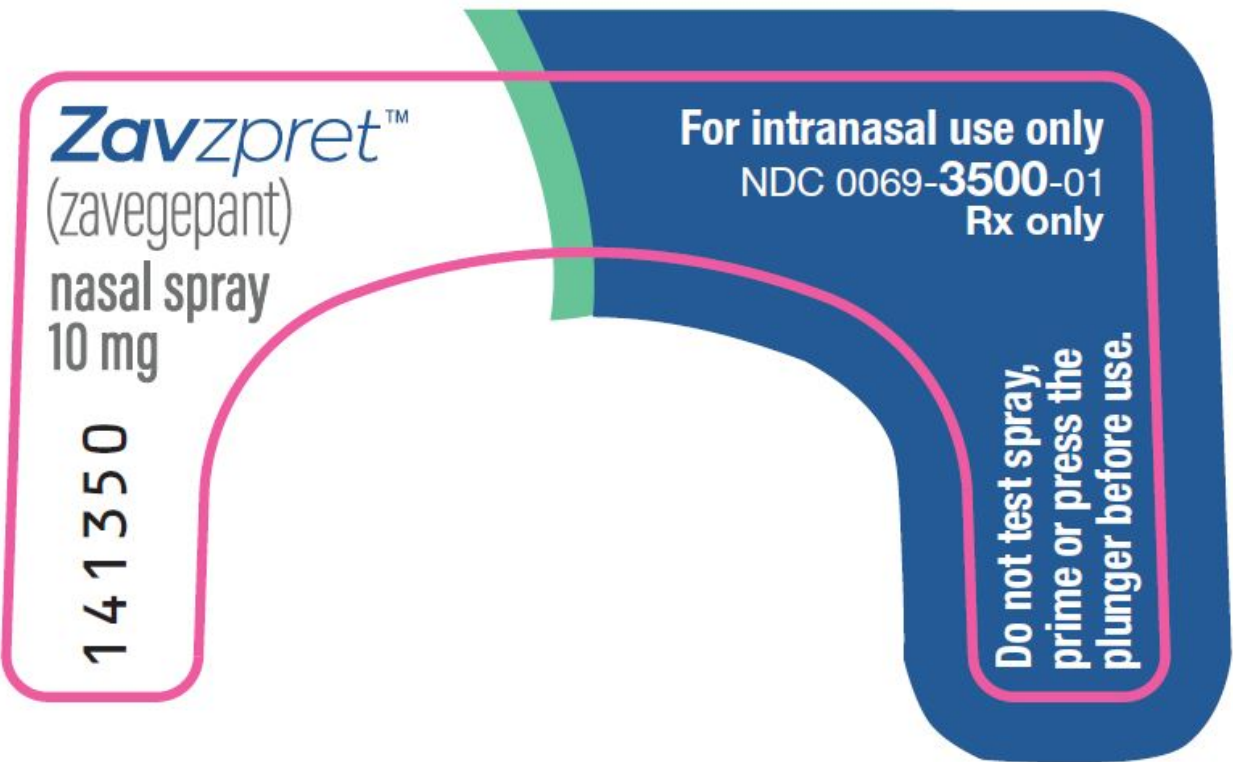 Zavzpret™
(zavegepant)
nasal spray
10 mg
141350
For intranasal use only
NDC 0069-3500-01
Rx only
Do not test spray,
prime or press the
plunger before use.